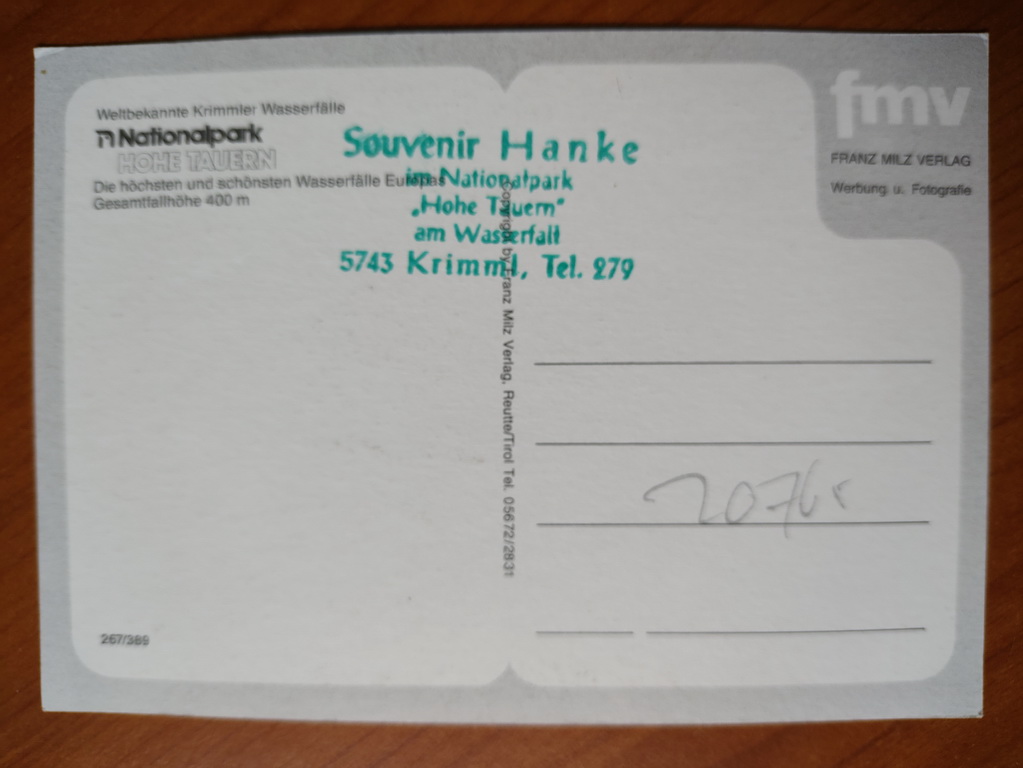 Weltbekannte Krimmler Wasserfälle
Nationalpark
HOHE TAUERN
Die höchsten und schönsten Wasserfälle Europas
Gesamtfallhöhe 400 m
Souvenir Hanke
im Nationalpark
„Hohe Tauern"
am Wasserfall
5743 Krimml, Tel. 279
fmv
FRANZ MILZ VERLAG
Werbung u. Fotografie
Copyright by Franz Milz Verlag, Reutte/Tirol Tel. 05672/2831
267/389